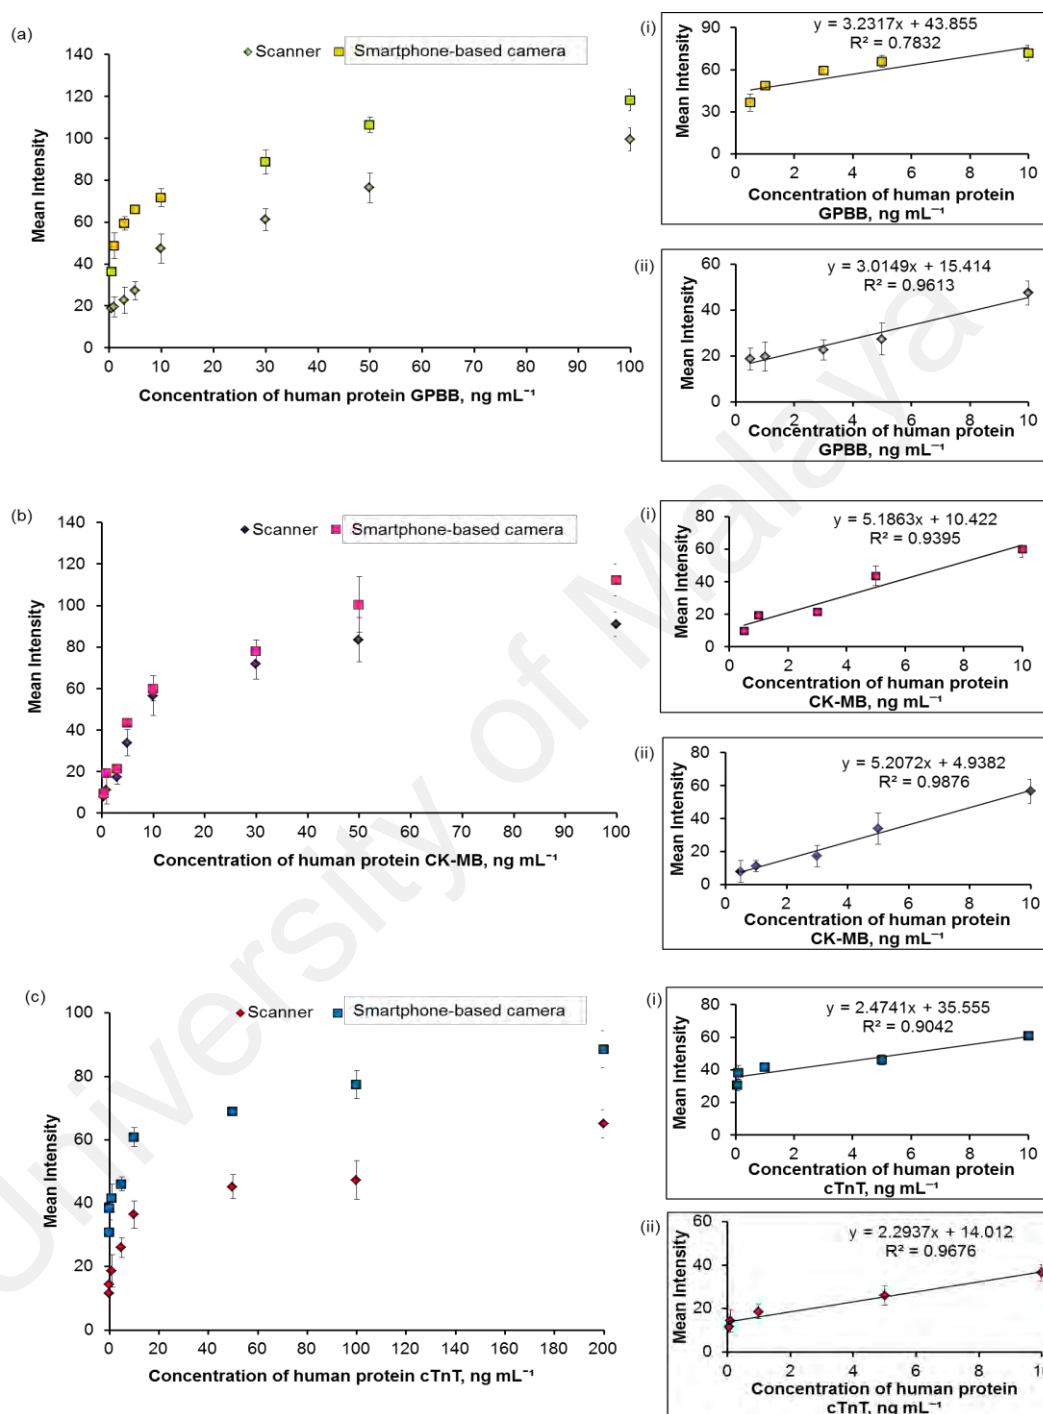 (a)
Scanner Smartphone-based camera
140
120
100
80
60
40
20
0
Mean Intensity
0 10 20 30 40 50 60 70 80 90 100
Concentration of human protein GPBB, ng mL⁻¹
(i)
y = 3.2317x + 43.855
R² = 0.7832
90
60
30
0
Mean Intensity
0 2 4 6 8 10
Concentration of human protein
GPBB, ng mL⁻¹
(ii)
y = 3.0149x + 15.414
R² = 0.9613
60
40
20
0
Mean Intensity
0 2 4 6 8 10
Concentration of human protein
GPBB, ng mL⁻¹
(b)
Scanner Smartphone-based camera
140
120
100
80
60
40
20
0
Mean Intensity
0 10 20 30 40 50 60 70 80 90 100
Concentration of human protein CK-MB, ng mL⁻¹
(i)
y = 5.1863x + 10.422
R² = 0.9395
80
60
40
20
0
Mean Intensity
0 2 4 6 8 10
Concentration of human protein
CK-MB, ng mL⁻¹
(ii)
y = 5.2072x + 4.9382
R² = 0.9876
80
60
40
20
0
Mean Intensity
0 2 4 6 8 10
Concentration of human protein
CK-MB, ng mL⁻¹
(c)
Scanner Smartphone-based camera
100
80
60
40
20
0
Mean Intensity
0 20 40 60 80 100 120 140 160 180 200
Concentration of human protein cTnT, ng mL⁻¹
(i)
y = 2.4741x + 35.555
R² = 0.9042
80
60
40
20
0
Mean Intensity
0 2 4 6 8 10
Concentration of human protein
cTnT, ng mL⁻¹
(ii)
y = 2.2937x + 14.012
R² = 0.9676
60
40
20
0
Mean Intensity
0 2 4 6 8 10
Concentration of human protein
cTnT, ng mL⁻¹
University of Malaya